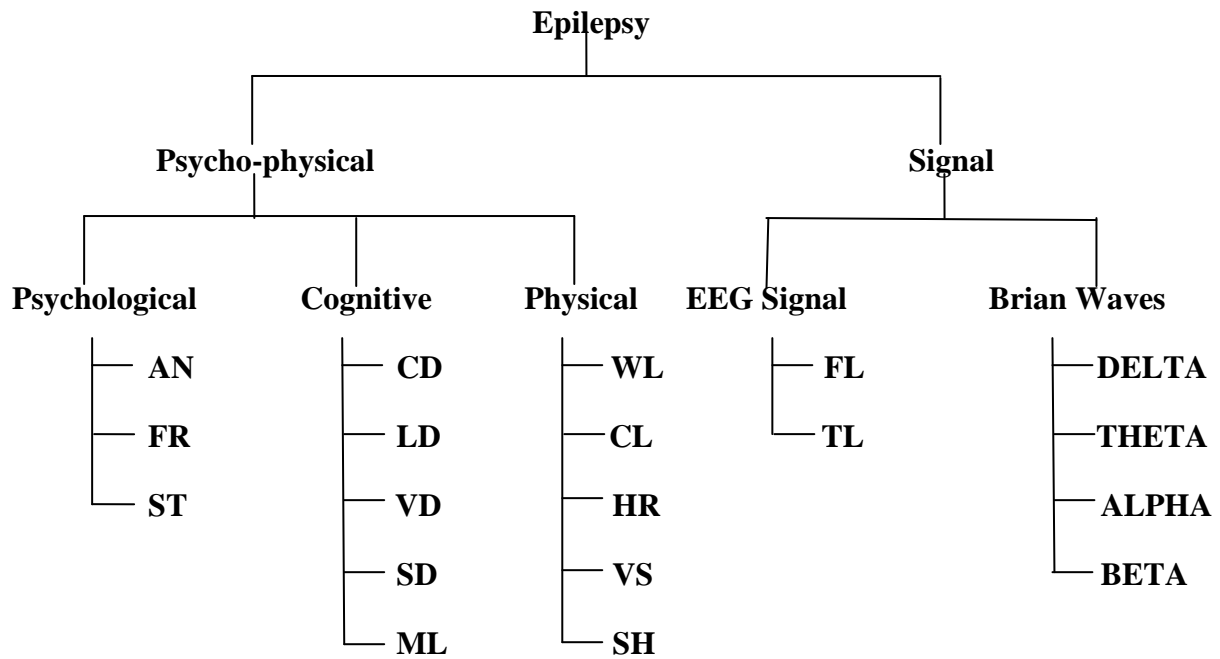 Epilepsy
Psycho-physical Signal
Psychological Cognitive Physical EEG Signal Brian Waves
AN CD WL FL DELTA
FR LD CL TL THETA
ST VD HR ALPHA
SD VS BETA
ML SH